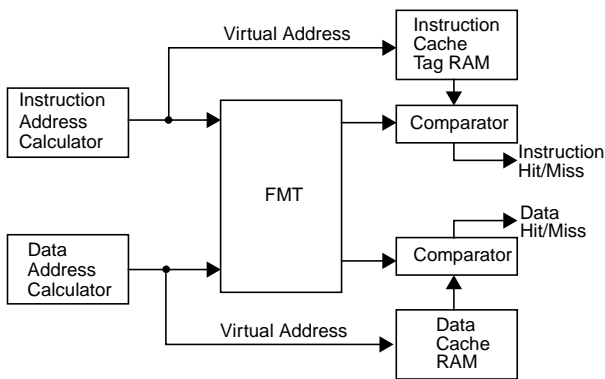 Virtual Address
Instruction
Cache
Tag RAM
Instruction
Address
Calculator
Comparator
Instruction
Hit/Miss
FMT
Data
Hit/Miss
Data
Address
Calculator
Comparator
Virtual Address
Data
Cache
RAM